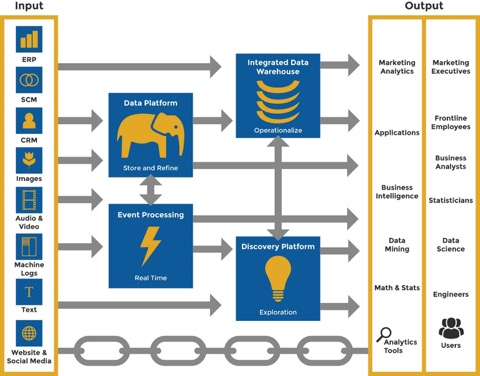 Input
ERP
SCM
CRM
Images
Audio &
Video
Machine
Logs
T
Text
Website &
Social Media
Data Platform
Store and Refine
Event Processing
Real Time
Integrated Data
Warehouse
Operationalize
Discovery Platform
Exploration
Output
Marketing
Analytics
Applications
Business
Intelligence
Data
Mining
Math & Stats
Analytics
Tools
Marketing
Executives
Frontline
Employees
Business
Analysts
Statisticians
Data
Science
Engineers
Users